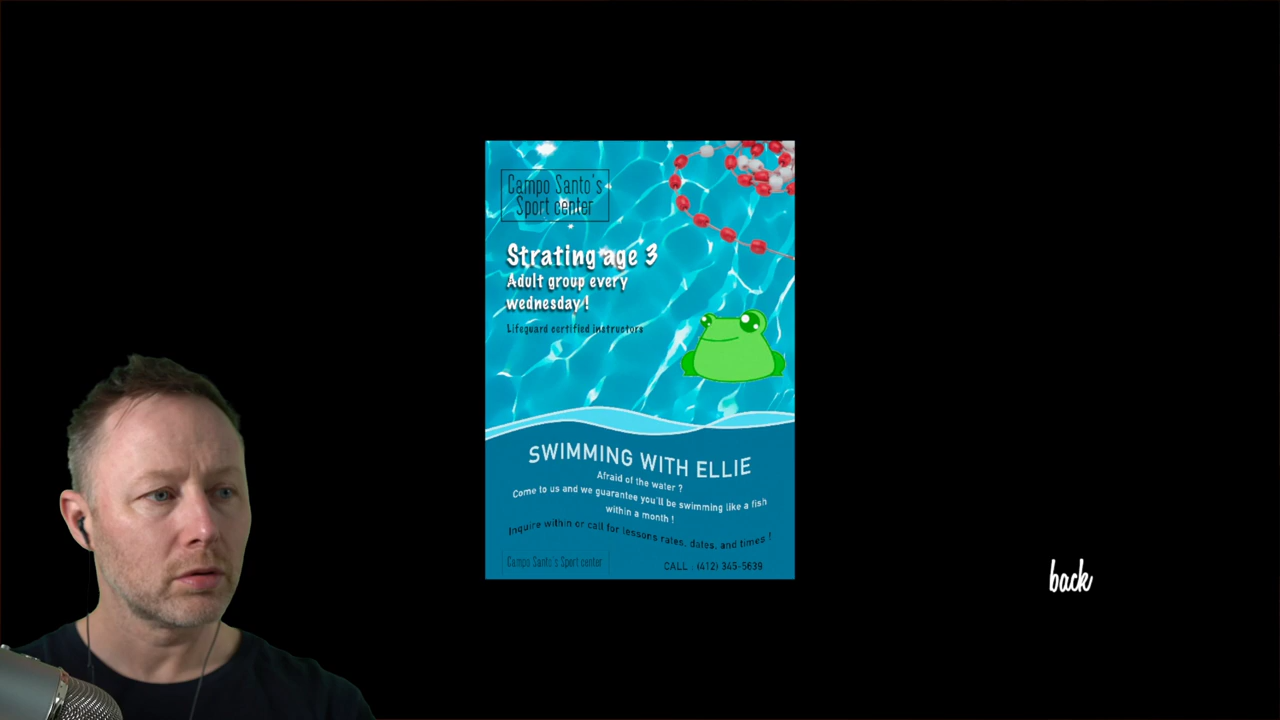 Campo Santo's
Sport center
Strating age 3
Adult group every
wednesday !
Lifeguard certified instructors
SWIMMING WITH ELLIE
Afraid of the water ?
Come to us and we guarantee you'll be swimming like a fish
within a month !
Inquire within or call for lessons rates, dates, and times !
Campo Santo's Sport center
CALL : (412) 345-5639
back